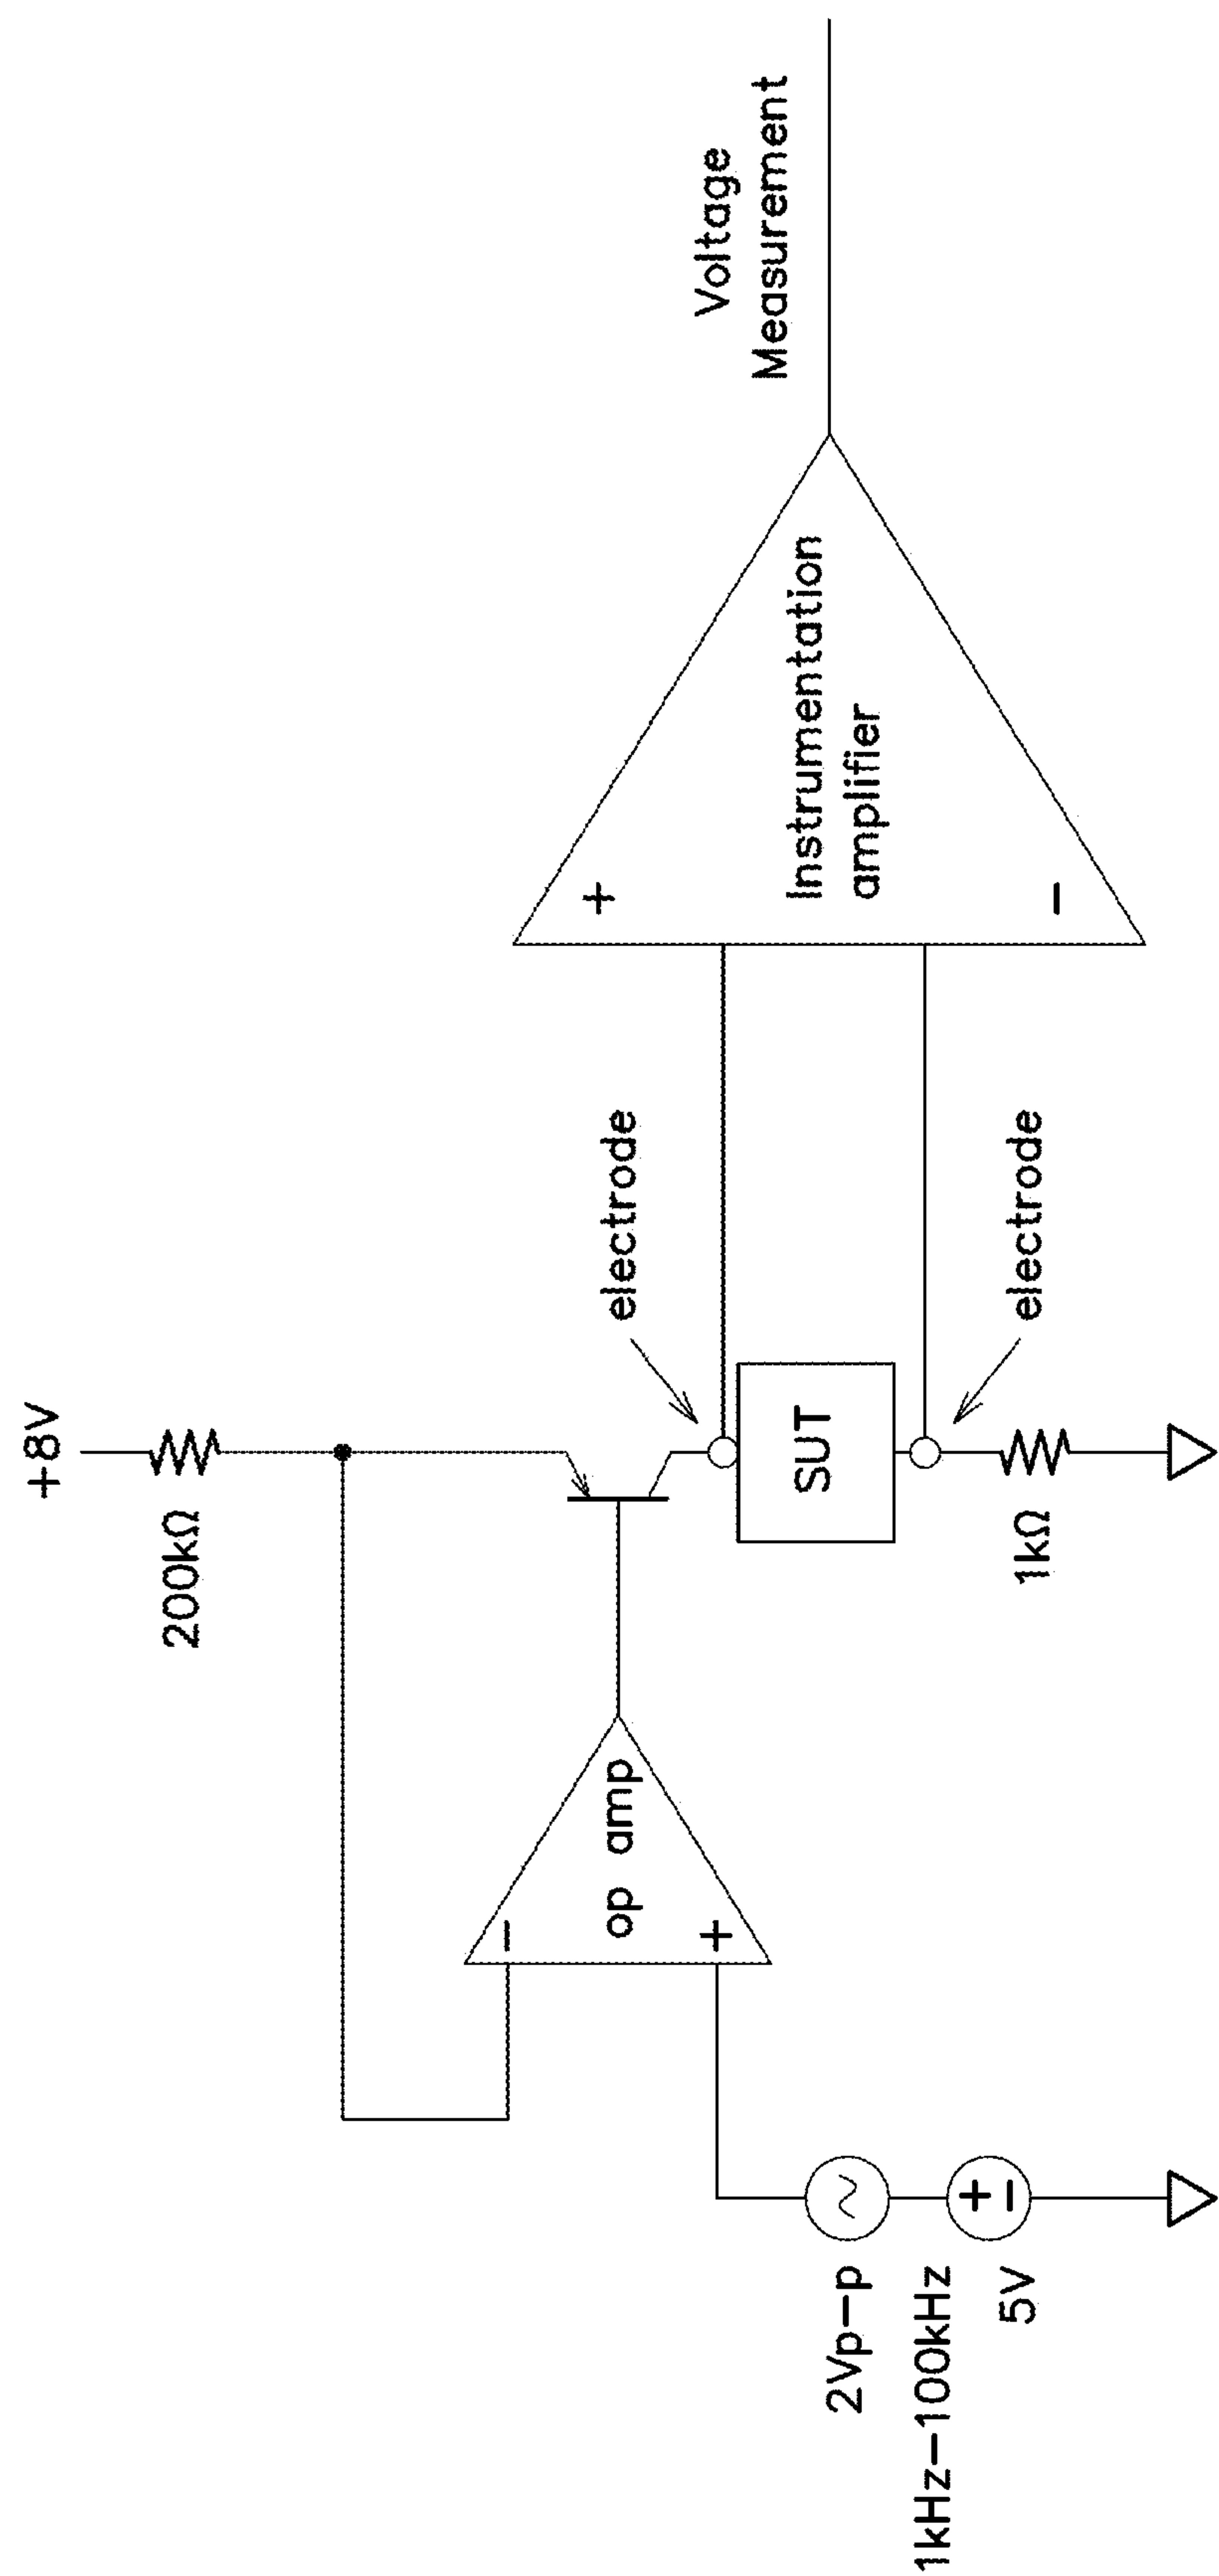 +8V
200kΩ
Voltage
Measurement
electrode
+
-
op amp
-
+
Instrumentation
amplifier
SUT
electrode
1kΩ
2Vp-p
1kHz-100kHz
+
-
5V